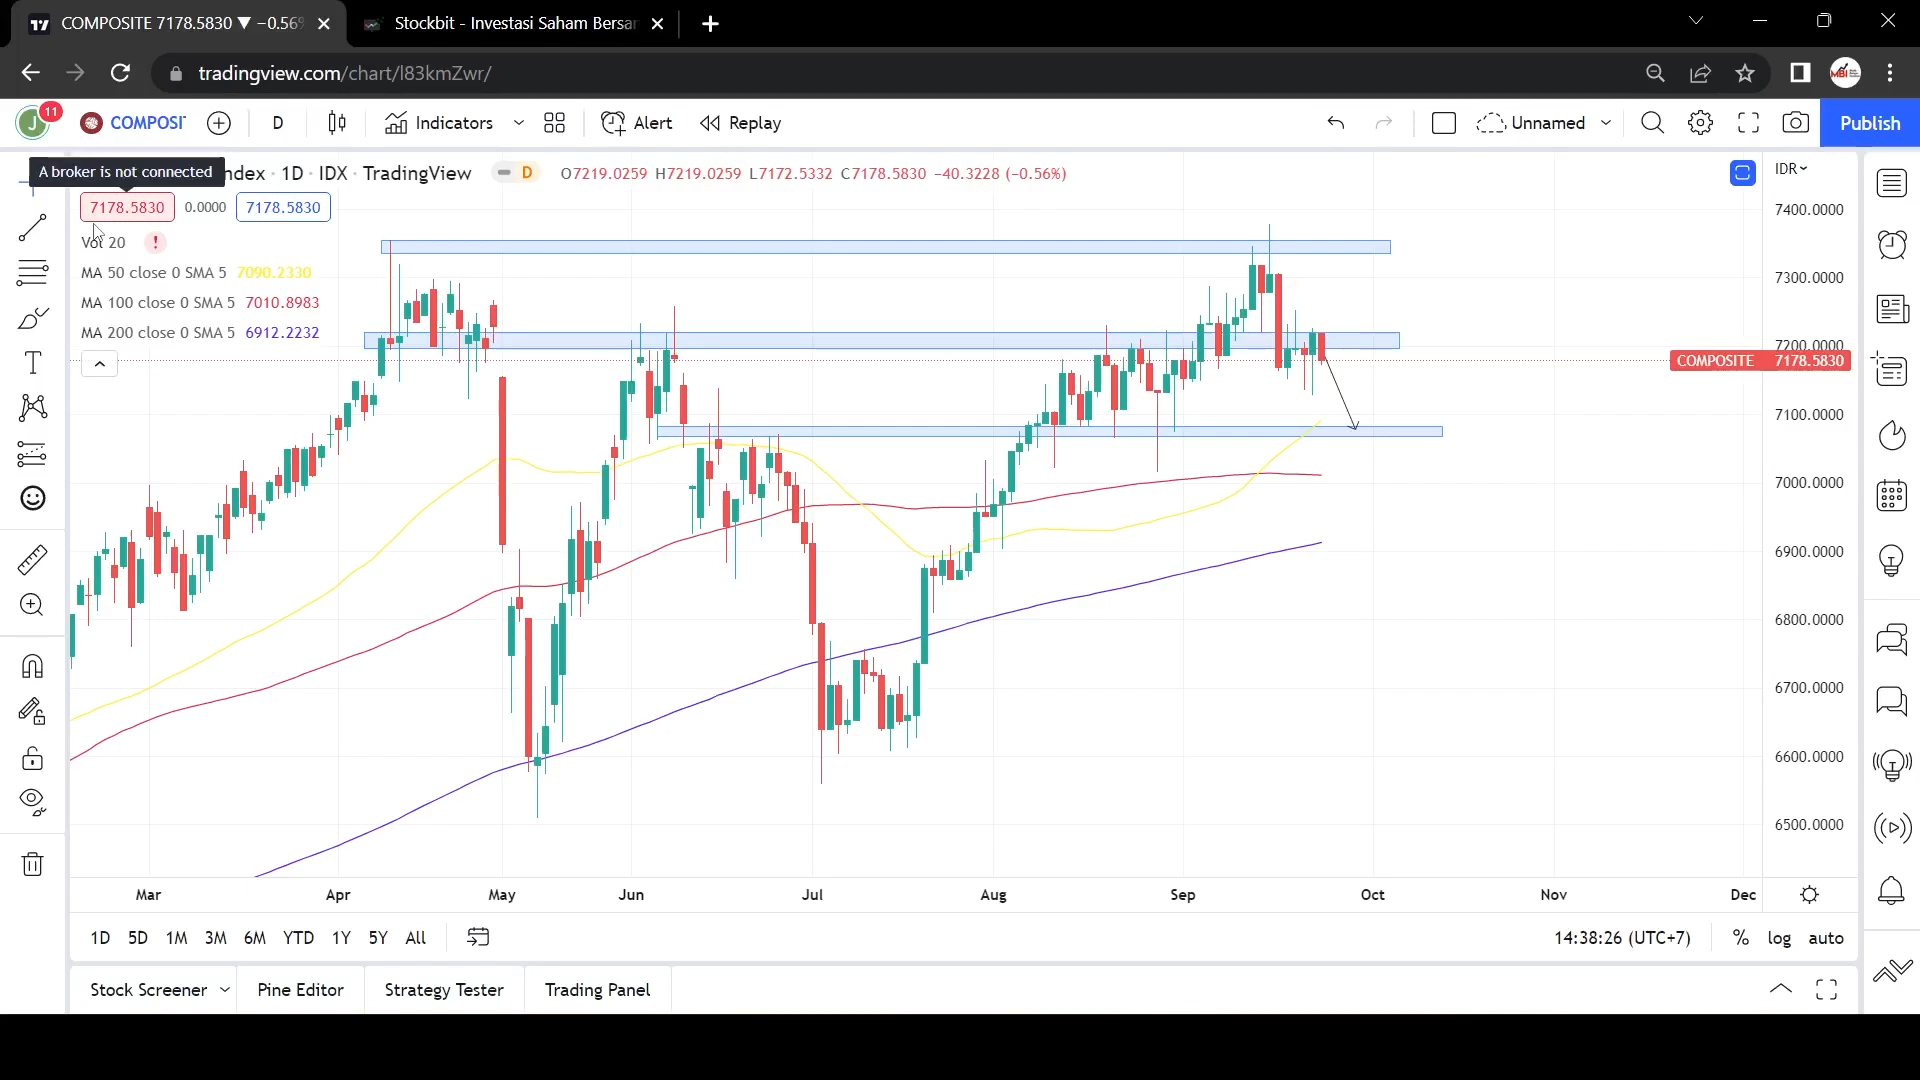 COMPOSITE 7178.5830 ▼ −0.56%
Stockbit - Investasi Saham Bersa
tradingview.com/chart/l83kmZwr/
J
11
COMPOSI
D
Indicators
Alert
Replay
Unnamed
Publish
A broker is not connected
ndex · 1D · IDX · TradingView
D
O7219.0259 H7219.0259 L7172.5332 C7178.5830 −40.3228 (−0.56%)
IDR
7178.5830
0.0000
7178.5830
Vol 20
!
MA 50 close 0 SMA 5 7090.2330
MA 100 close 0 SMA 5 7010.8983
MA 200 close 0 SMA 5 6912.2232
7400.0000
7300.0000
7200.0000
COMPOSITE 7178.5830
7100.0000
7000.0000
6900.0000
6800.0000
6700.0000
6600.0000
6500.0000
Mar
Apr
May
Jun
Jul
Aug
Sep
Oct
Nov
Dec
1D 5D 1M 3M 6M YTD 1Y 5Y All
14:38:26 (UTC+7)
% log auto
Stock Screener
Pine Editor
Strategy Tester
Trading Panel